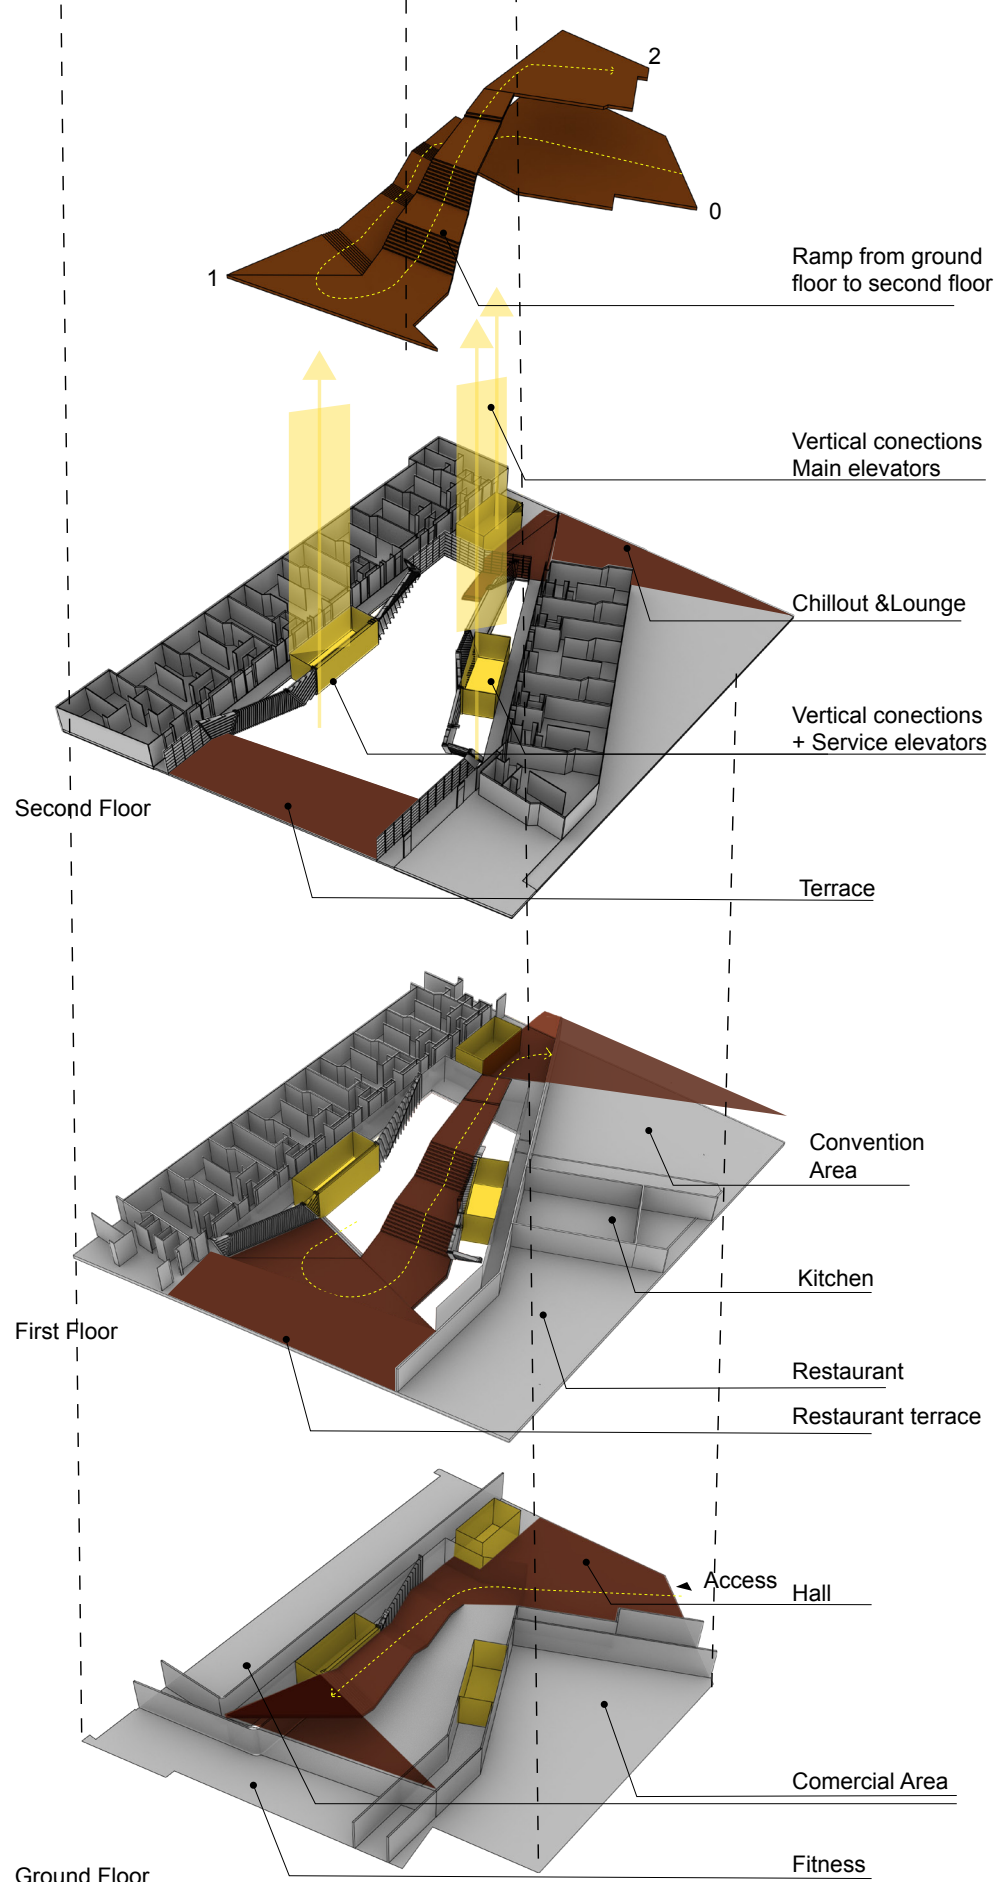 2
0
1
Ramp from ground
floor to second floor
Vertical conections
Main elevators
Chillout &Lounge
Vertical conections
+ Service elevators
Second Floor
Terrace
Convention
Area
Kitchen
First Floor
Restaurant
Restaurant terrace
Access
Hall
Comercial Area
Fitness
Ground Floor